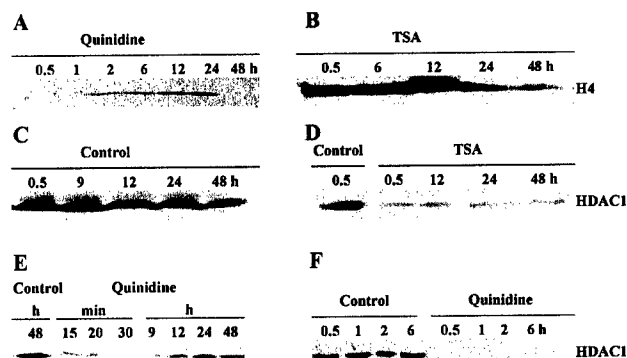 A
Quinidine
0.5 1 2 6 12 24 48 h
B
TSA
0.5 6 12 24 48 h
H4
C
Control
0.5 9 12 24 48 h
D
Control TSA
0.5 0.5 12 24 48 h
HDAC1
E
Control Quinidine
h min h
48 15 20 30 9 12 24 48
F
Control Quinidine
0.5 1 2 6 0.5 1 2 6 h
HDAC1